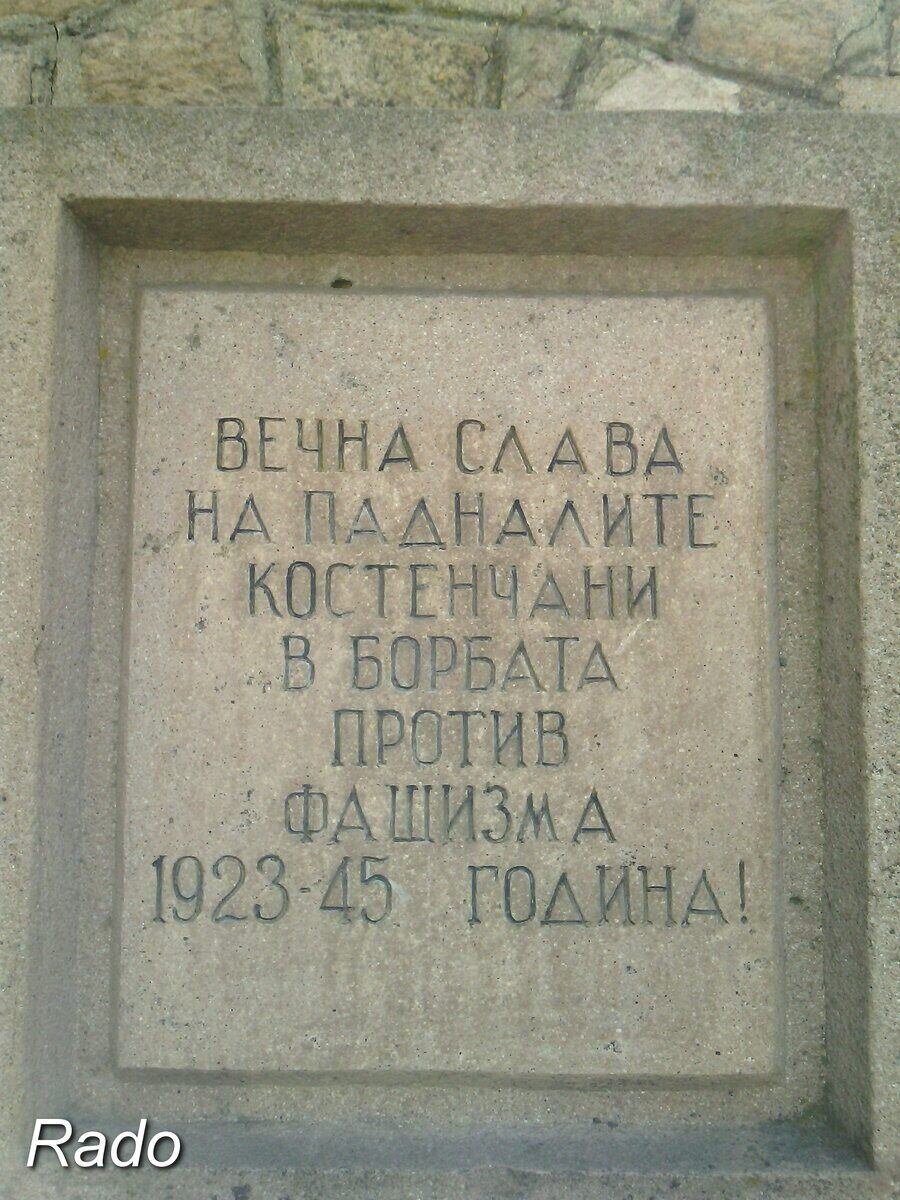 ВЕЧНА СЛАВА
НА ПАДНАЛИТЕ
КОСТЕНЧАНИ
В БОРБАТА
ПРОТИВ
ФАШИЗМА
1923-45 ГОДИНА!
Rado